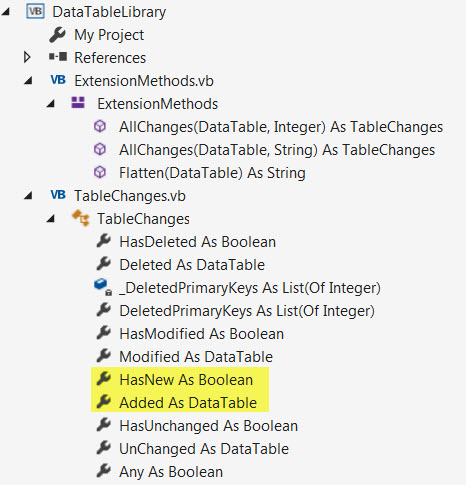 VB DataTableLibrary
My Project
References
VB ExtensionMethods.vb
ExtensionMethods
AllChanges(DataTable, Integer) As TableChanges
AllChanges(DataTable, String) As TableChanges
Flatten(DataTable) As String
VB TableChanges.vb
TableChanges
HasDeleted As Boolean
Deleted As DataTable
_DeletedPrimaryKeys As List(Of Integer)
DeletedPrimaryKeys As List(Of Integer)
HasModified As Boolean
Modified As DataTable
HasNew As Boolean
Added As DataTable
HasUnchanged As Boolean
UnChanged As DataTable
Any As Boolean